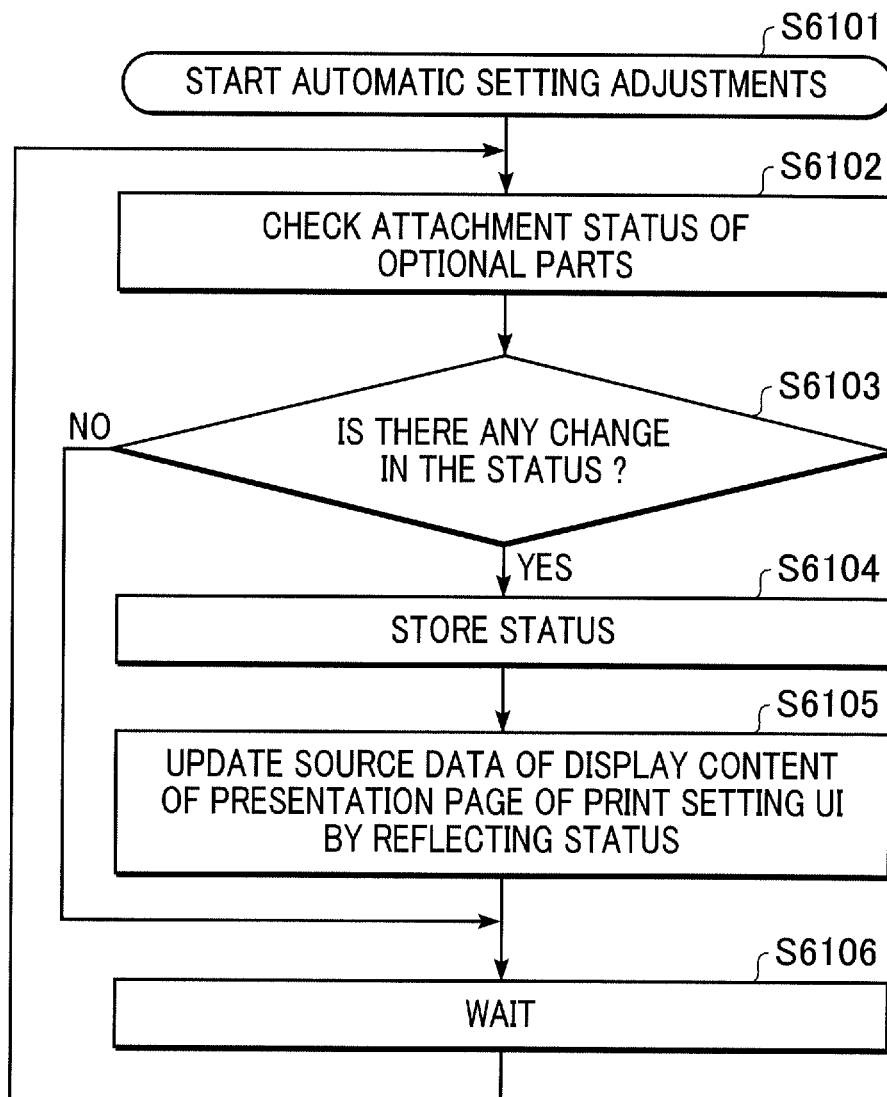 S6101
START AUTOMATIC SETTING ADJUSTMENTS
S6102
CHECK ATTACHMENT STATUS OF
OPTIONAL PARTS
S6103
NO
IS THERE ANY CHANGE
IN THE STATUS ?
YES
S6104
STORE STATUS
S6105
UPDATE SOURCE DATA OF DISPLAY CONTENT
OF PRESENTATION PAGE OF PRINT SETTING UI
BY REFLECTING STATUS
S6106
WAIT